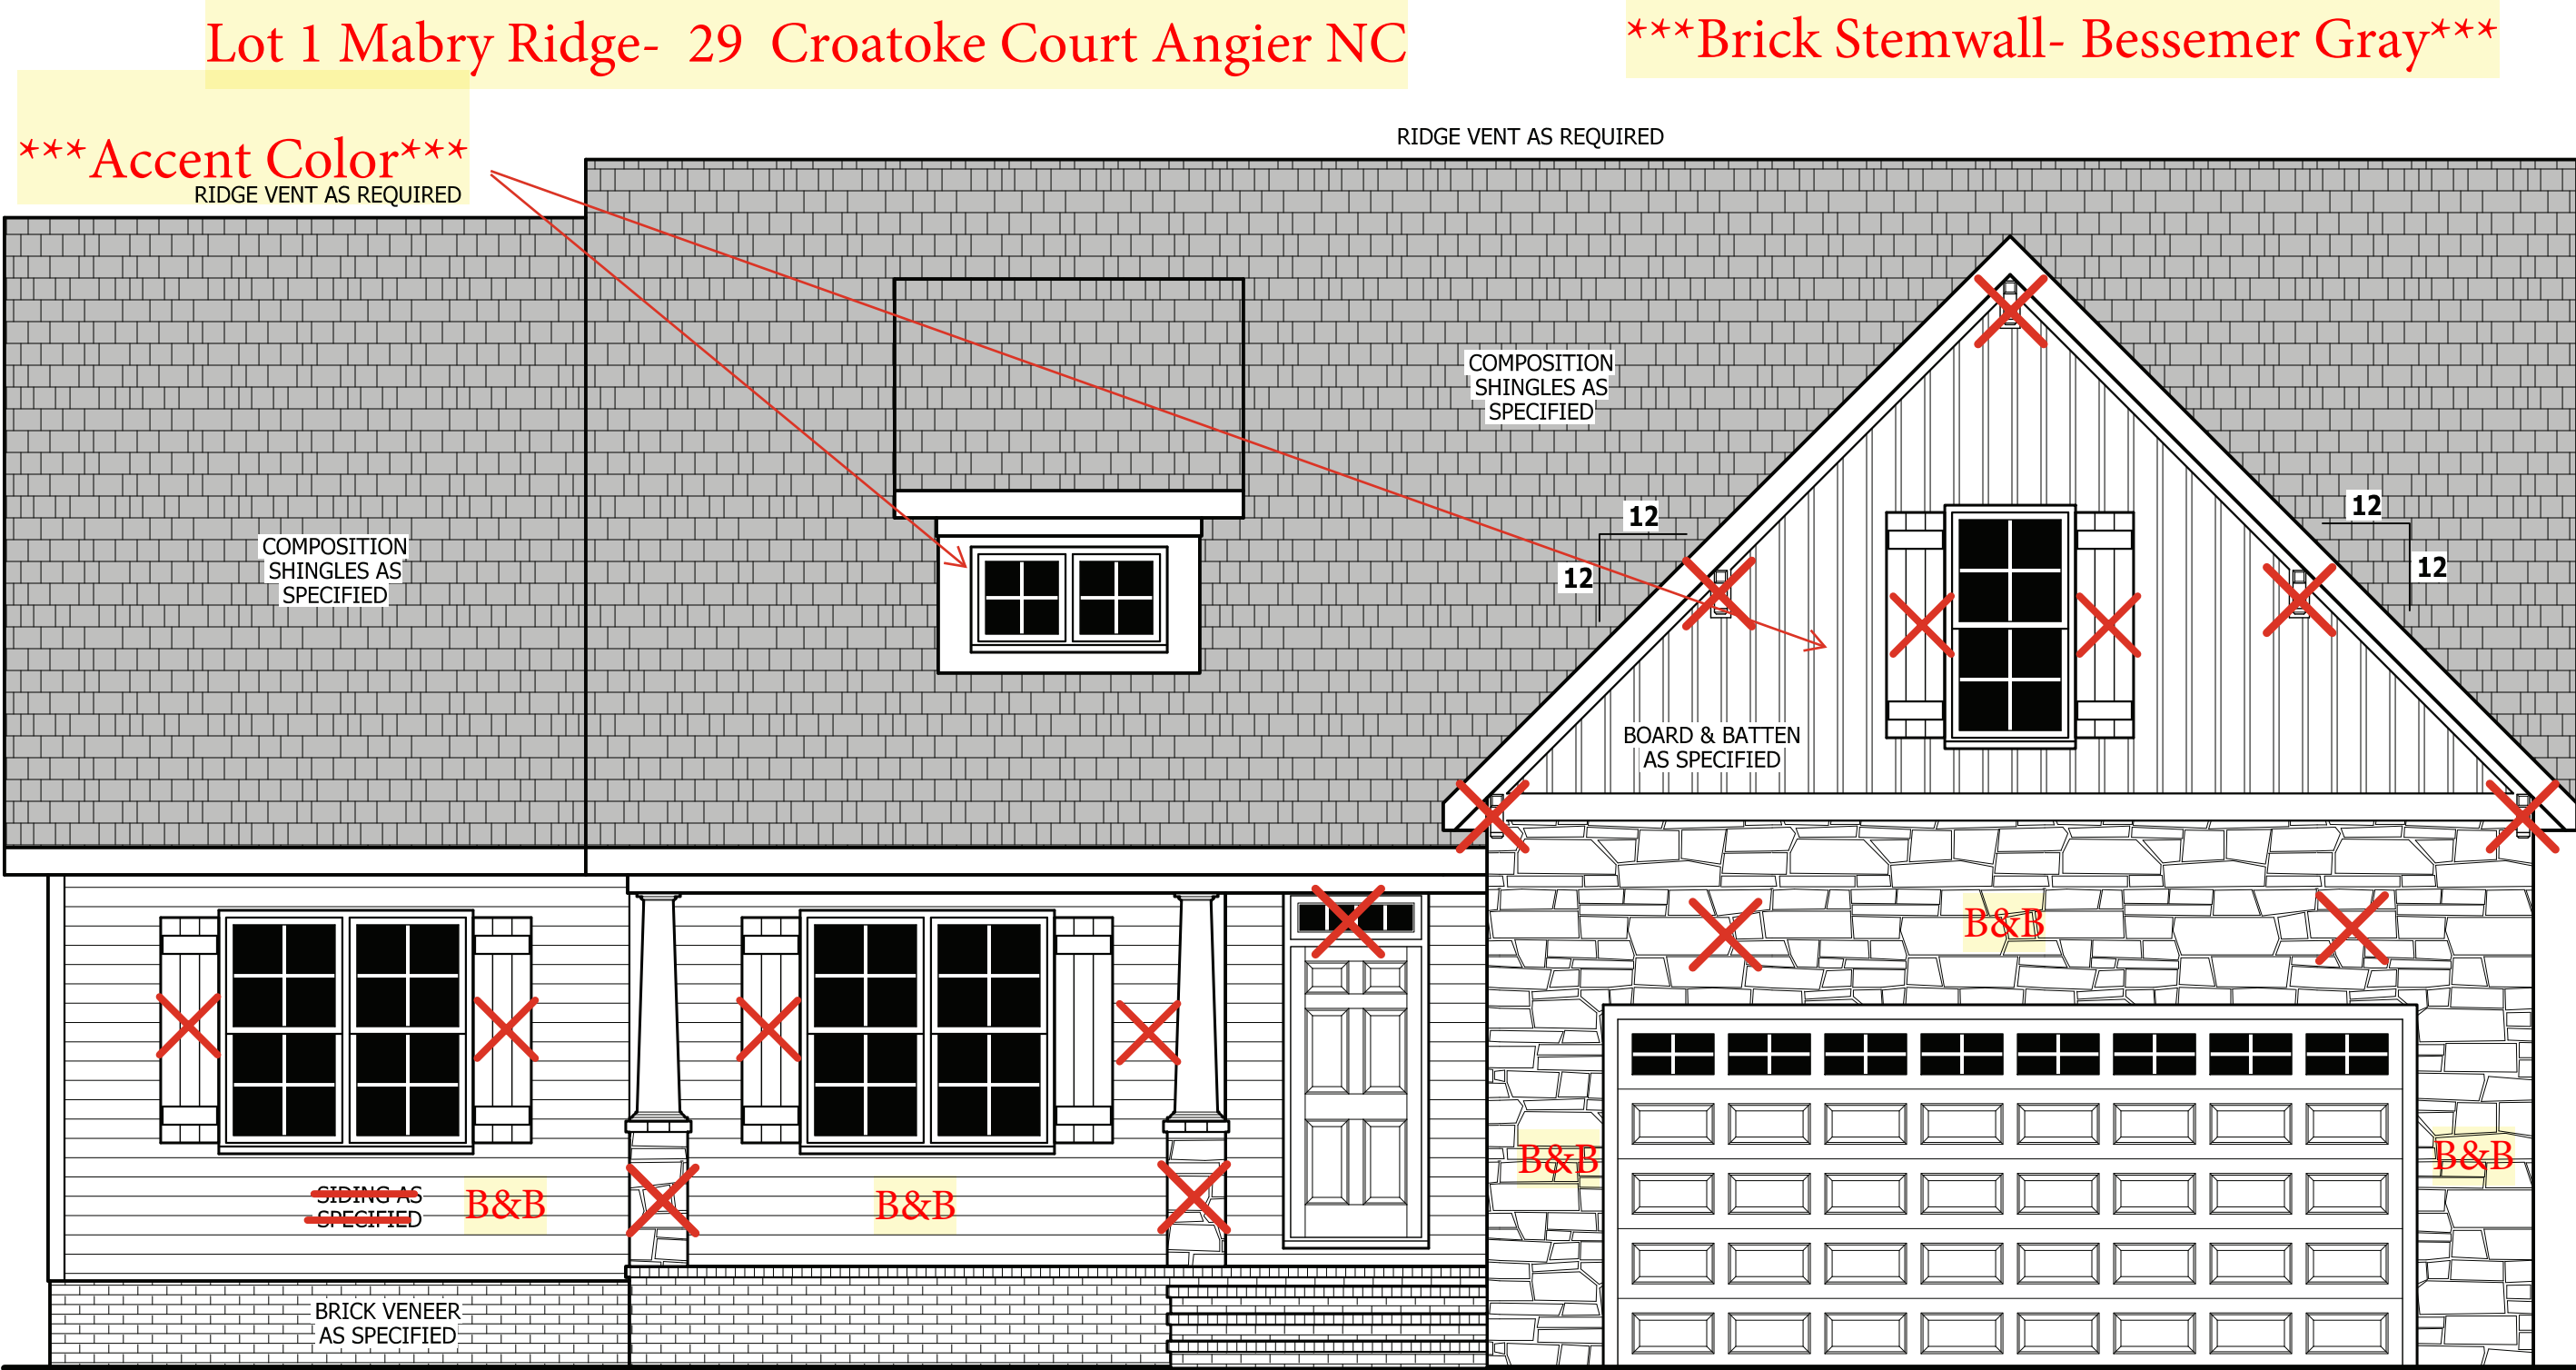 Lot 1 Mabry Ridge- 29 Croatoke Court Angier NC
***Brick Stemwall- Bessemer Gray***
***Accent Color***
RIDGE VENT AS REQUIRED
RIDGE VENT AS REQUIRED
COMPOSITION
SHINGLES AS
SPECIFIED
COMPOSITION
SHINGLES AS
SPECIFIED
12
12
12
12
BOARD & BATTEN
AS SPECIFIED
B&B
B&B
B&B
SIDING AS
SPECIFIED
B&B
B&B
BRICK VENEER
AS SPECIFIED